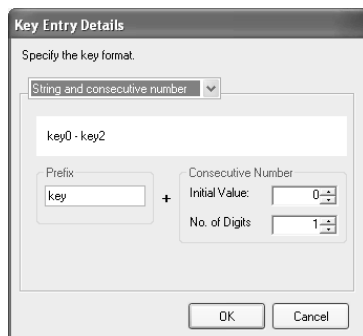 Key Entry Details
Specify the key format.
String and consecutive number
key0 - key2
Prefix
key
+
Consecutive Number
Initial Value: 0
No. of Digits 1
OK Cancel